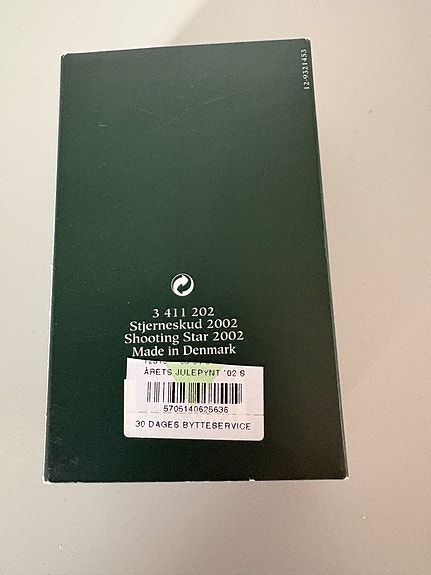 12-9321453
3 411 202
Stjerneskud 2002
Shooting Star 2002
Made in Denmark
ÅRETS JULEPYNT '02 S
5706140625636
30 DAGES BYTTESERVICE